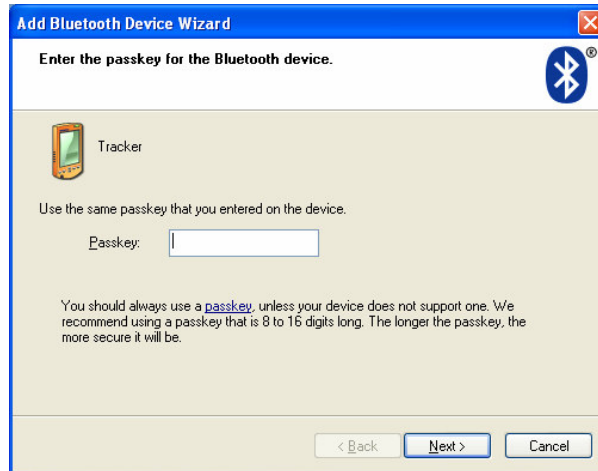 Add Bluetooth Device Wizard
Enter the passkey for the Bluetooth device.
®
Tracker
Use the same passkey that you entered on the device.
Passkey:
You should always use a passkey, unless your device does not support one. We
recommend using a passkey that is 8 to 16 digits long. The longer the passkey, the
more secure it will be.
< Back Next > Cancel